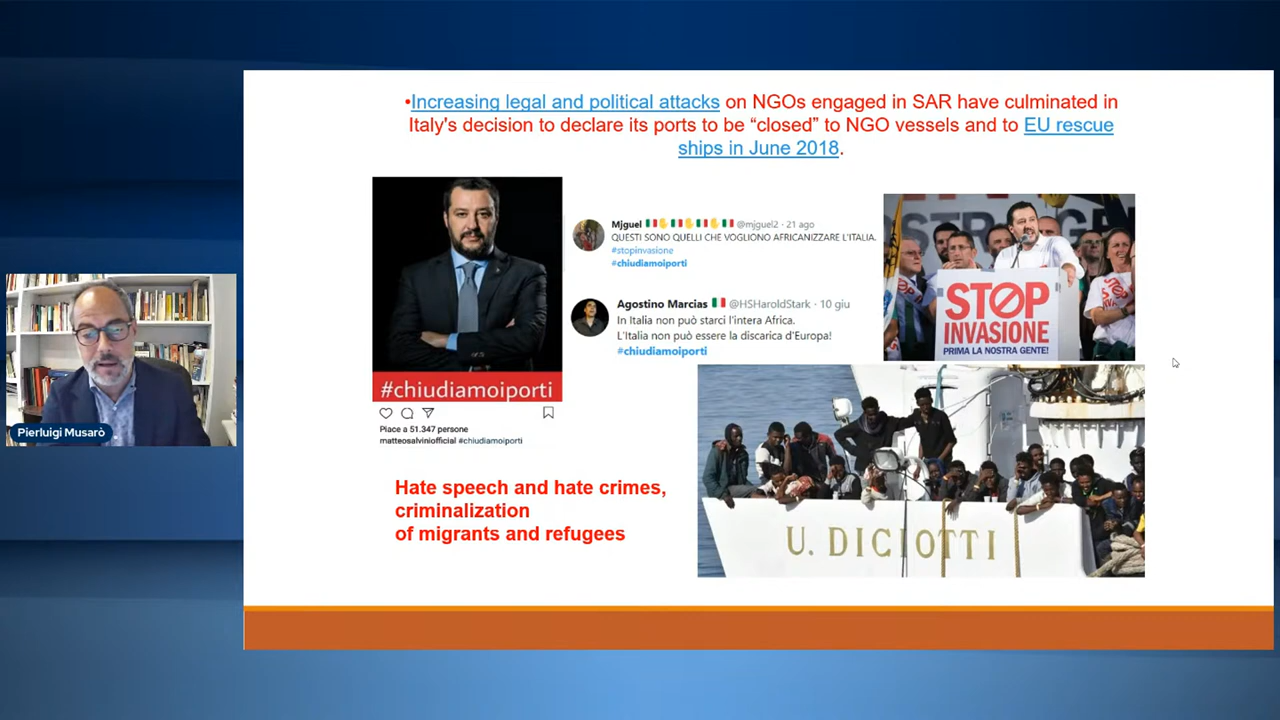 •Increasing legal and political attacks on NGOs engaged in SAR have culminated in
Italy's decision to declare its ports to be “closed” to NGO vessels and to EU rescue
ships in June 2018.
#chiudiamoiporti
Piace a 51.347 persone
matteosalviniofficial #chiudiamoiporti
Mjguel 🇮🇹✋🇮🇹✋🇮🇹✋🇮🇹 @mjguel2 · 21 ago
QUESTI SONO QUELLI CHE VOGLIONO AFRICANIZZARE L'ITALIA.
#stopinvasione
#chiudiamoiporti
Agostino Marcias 🇮🇹 @HSHaroldStark · 10 giu
In Italia non può starci l'intera Africa.
L'Italia non può essere la discarica d'Europa!
#chiudiamoiporti
STOP
INVASIONE
PRIMA LA NOSTRA GENTE!
Pierluigi Musarò
Hate speech and hate crimes,
criminalization
of migrants and refugees
U. DICIOTTI